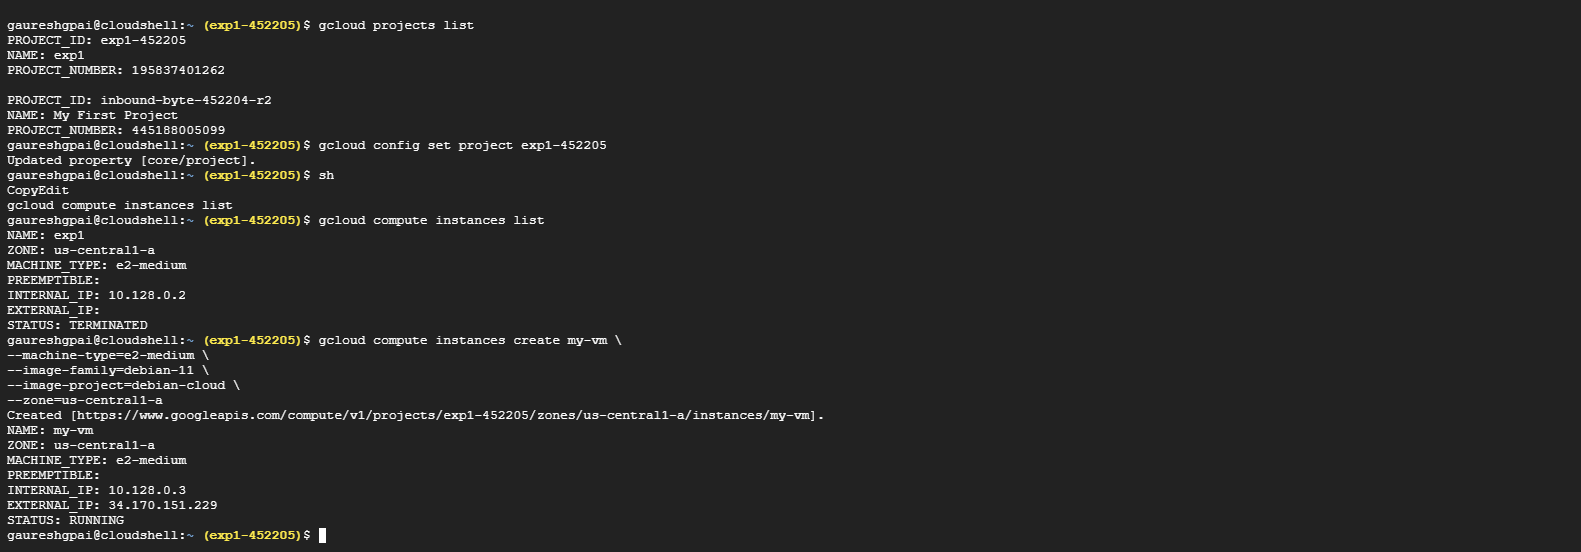 gaureshgpai@cloudshell:~ (exp1-452205)$ gcloud projects list
PROJECT_ID: exp1-452205
NAME: exp1
PROJECT_NUMBER: 195837401262
PROJECT_ID: inbound-byte-452204-r2
NAME: My First Project
PROJECT_NUMBER: 445188005099
gaureshgpai@cloudshell:~ (exp1-452205)$ gcloud config set project exp1-452205
Updated property [core/project].
gaureshgpai@cloudshell:~ (exp1-452205)$ sh
CopyEdit
gcloud compute instances list
gaureshgpai@cloudshell:~ (exp1-452205)$ gcloud compute instances list
NAME: exp1
ZONE: us-central1-a
MACHINE_TYPE: e2-medium
PREEMPTIBLE:
INTERNAL_IP: 10.128.0.2
EXTERNAL_IP:
STATUS: TERMINATED
gaureshgpai@cloudshell:~ (exp1-452205)$ gcloud compute instances create my-vm \
--machine-type=e2-medium \
--image-family=debian-11 \
--image-project=debian-cloud \
--zone=us-central1-a
Created [https://www.googleapis.com/compute/v1/projects/exp1-452205/zones/us-central1-a/instances/my-vm].
NAME: my-vm
ZONE: us-central1-a
MACHINE_TYPE: e2-medium
PREEMPTIBLE:
INTERNAL_IP: 10.128.0.3
EXTERNAL_IP: 34.170.151.229
STATUS: RUNNING
gaureshgpai@cloudshell:~ (exp1-452205)$